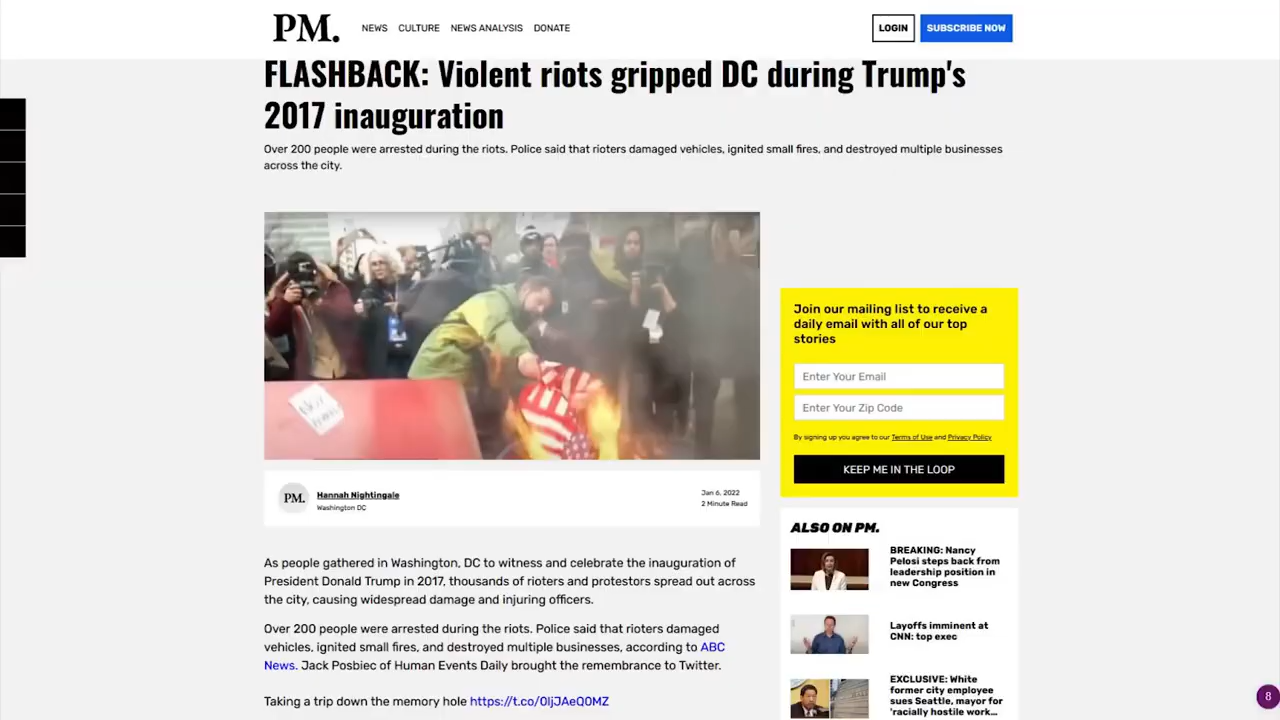 PM.
NEWS CULTURE NEWS ANALYSIS DONATE
LOGIN
SUBSCRIBE NOW
FLASHBACK: Violent riots gripped DC during Trump's
2017 inauguration
Over 200 people were arrested during the riots. Police said that rioters damaged vehicles, ignited small fires, and destroyed multiple businesses
across the city.
PM.
Hannah Nightingale
Washington DC
Jan 6, 2022
2 Minute Read
As people gathered in Washington, DC to witness and celebrate the inauguration of
President Donald Trump in 2017, thousands of rioters and protestors spread out across
the city, causing widespread damage and injuring officers.
Over 200 people were arrested during the riots. Police said that rioters damaged
vehicles, ignited small fires, and destroyed multiple businesses, according to ABC
News. Jack Posbiec of Human Events Daily brought the remembrance to Twitter.
Taking a trip down the memory hole https://t.co/0ljJAeQ0MZ
Join our mailing list to receive a
daily email with all of our top
stories
Enter Your Email
Enter Your Zip Code
By signing up you agree to our Terms of Use and Privacy Policy
KEEP ME IN THE LOOP
ALSO ON PM.
BREAKING: Nancy
Pelosi steps back from
leadership position in
new Congress
Layoffs imminent at
CNN: top exec
EXCLUSIVE: White
former city employee
sues Seattle, mayor for
'racially hostile work...
8